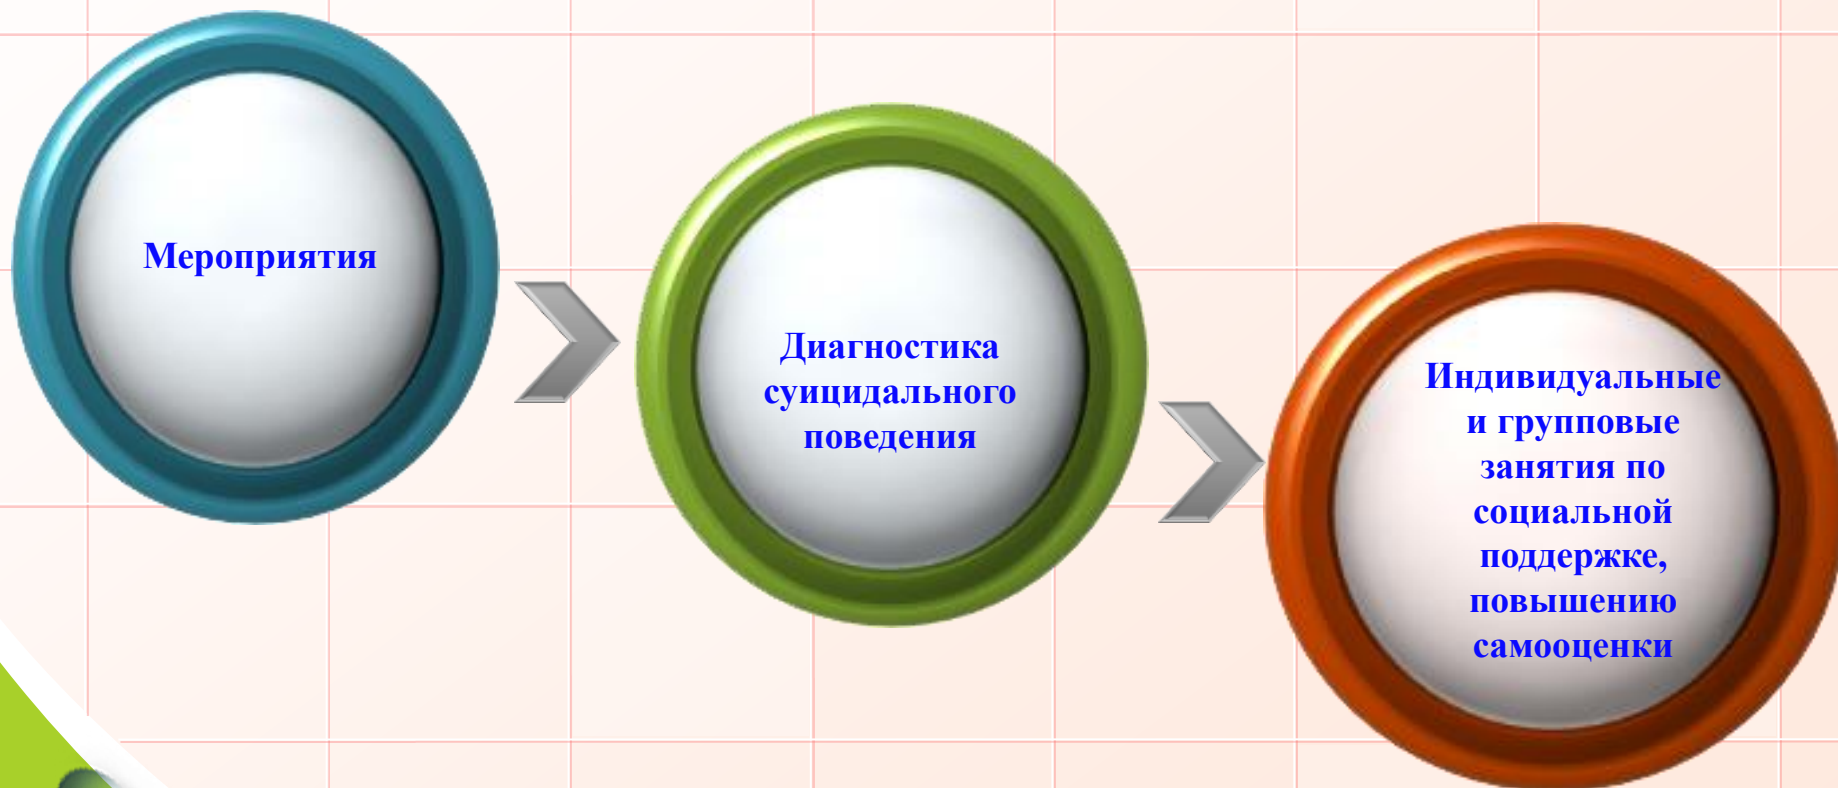 Мероприятия
Диагностика
суицидального
поведения
Индивидуальные
и групповые
занятия по
социальной
поддержке,
повышению
самооценки